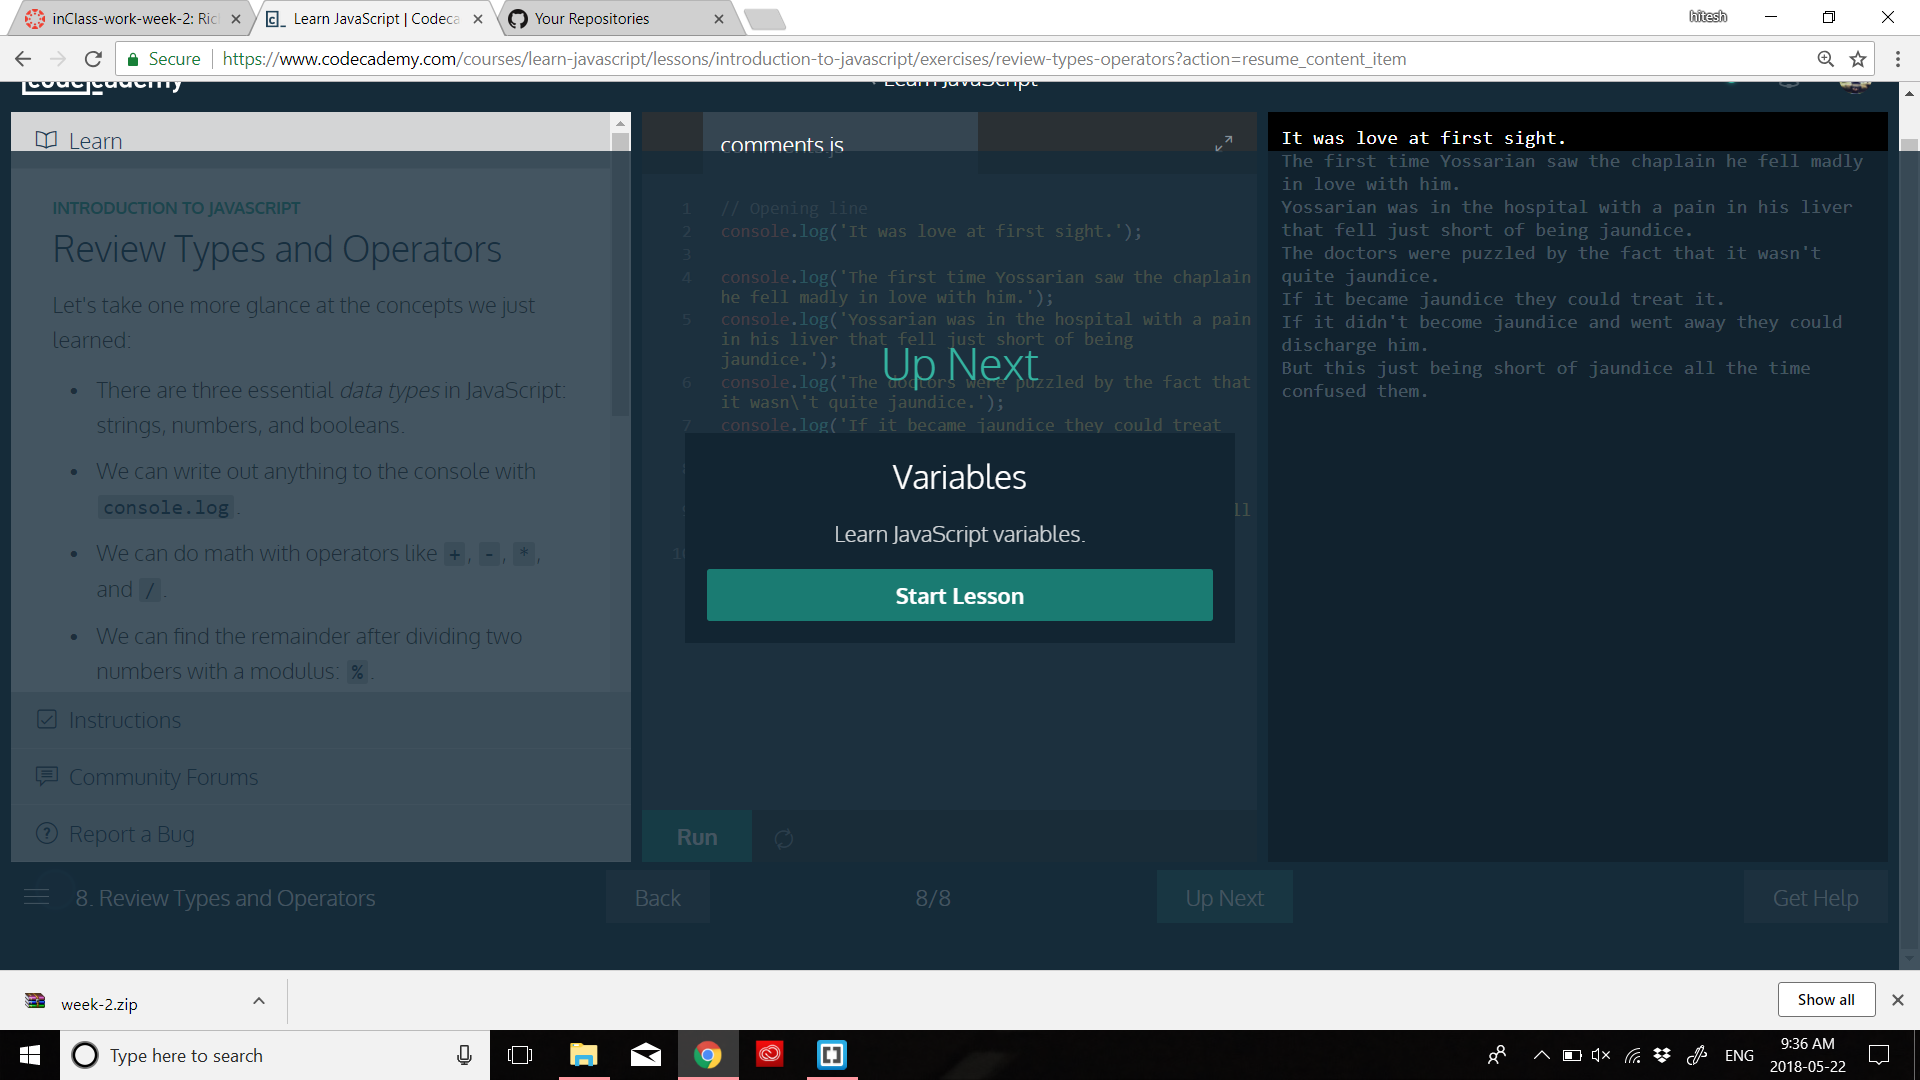 inClass-work-week-2: Ric
Learn JavaScript | Codeca
Your Repositories
hitesh
Secure
https://www.codecademy.com/courses/learn-javascript/lessons/introduction-to-javascript/exercises/review-types-operators?action=resume_content_item
codecademy
Learn JavaScript
Learn
INTRODUCTION TO JAVASCRIPT
Review Types and Operators
Let's take one more glance at the concepts we just
learned:
• There are three essential data types in JavaScript:
strings, numbers, and booleans.
• We can write out anything to the console with
console.log.
• We can do math with operators like +, -, *,
and /.
• We can find the remainder after dividing two
numbers with a modulus: %.
Instructions
Community Forums
Report a Bug
comments.js
1 // Opening line
2 console.log('It was love at first sight.');
3
4 console.log('The first time Yossarian saw the chaplain
he fell madly in love with him.');
5 console.log('Yossarian was in the hospital with a pain
in his liver that fell just short of being
jaundice.');
6 console.log('The doctors were puzzled by the fact that
it wasn\'t quite jaundice.');
7 console.log('If it became jaundice they could treat
ll
Up Next
Variables
Learn JavaScript variables.
Start Lesson
Run
It was love at first sight.
The first time Yossarian saw the chaplain he fell madly
in love with him.
Yossarian was in the hospital with a pain in his liver
that fell just short of being jaundice.
The doctors were puzzled by the fact that it wasn't
quite jaundice.
If it became jaundice they could treat it.
If it didn't become jaundice and went away they could
discharge him.
But this just being short of jaundice all the time
confused them.
8. Review Types and Operators
Back
8/8
Up Next
Get Help
week-2.zip
Show all
Type here to search
ENG
9:36 AM
2018-05-22